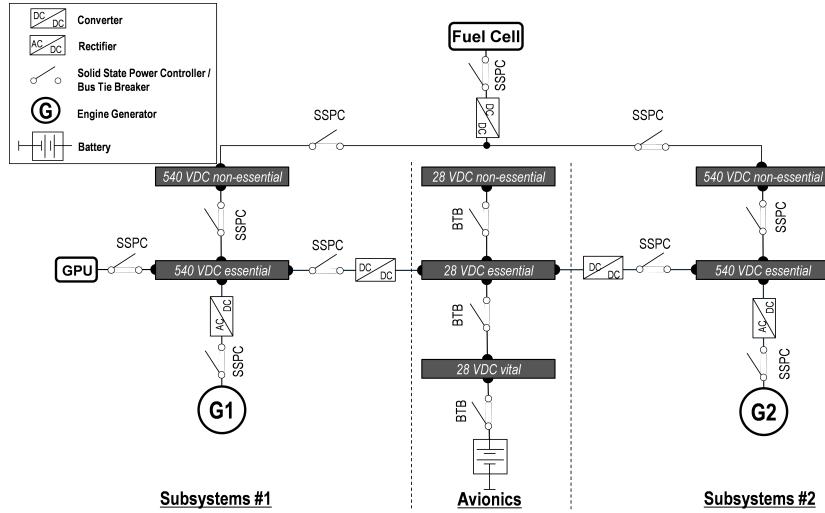 DC
DC
Converter
AC
DC
Rectifier
Solid State Power Controller /
Bus Tie Breaker
G
Engine Generator
Battery
Fuel Cell
SSPC
DC
DC
SSPC
SSPC
540 VDC non-essential
28 VDC non-essential
540 VDC non-essential
SSPC
BTB
SSPC
GPU
SSPC
540 VDC essential
SSPC
DC
DC
28 VDC essential
DC
DC
SSPC
540 VDC essential
AC
DC
BTB
AC
DC
SSPC
28 VDC vital
SSPC
G1
BTB
G2
Subsystems #1
Avionics
Subsystems #2